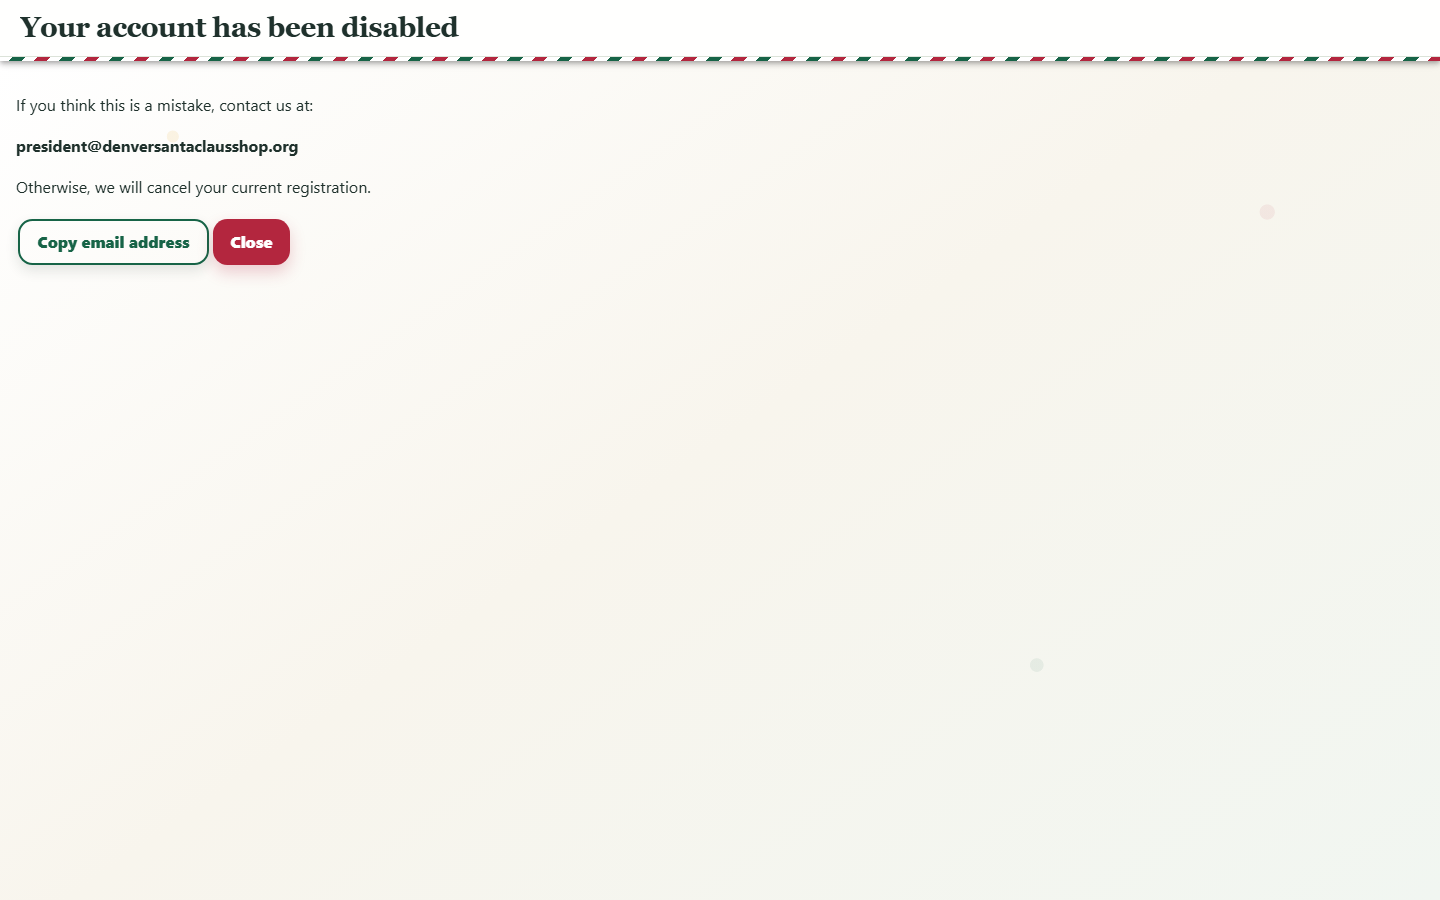 Your account has been disabled
If you think this is a mistake, contact us at:
president@denversantaclausshop.org
Otherwise, we will cancel your current registration.
Copy email address
Close